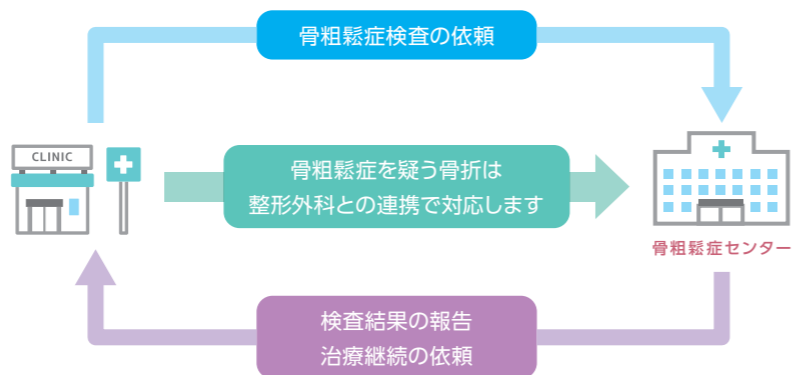 骨粗鬆症検査の依頼
CLINIC
骨粗鬆症を疑う骨折は
整形外科との連携で対応します
骨粗鬆症センター
検査結果の報告
治療継続の依頼